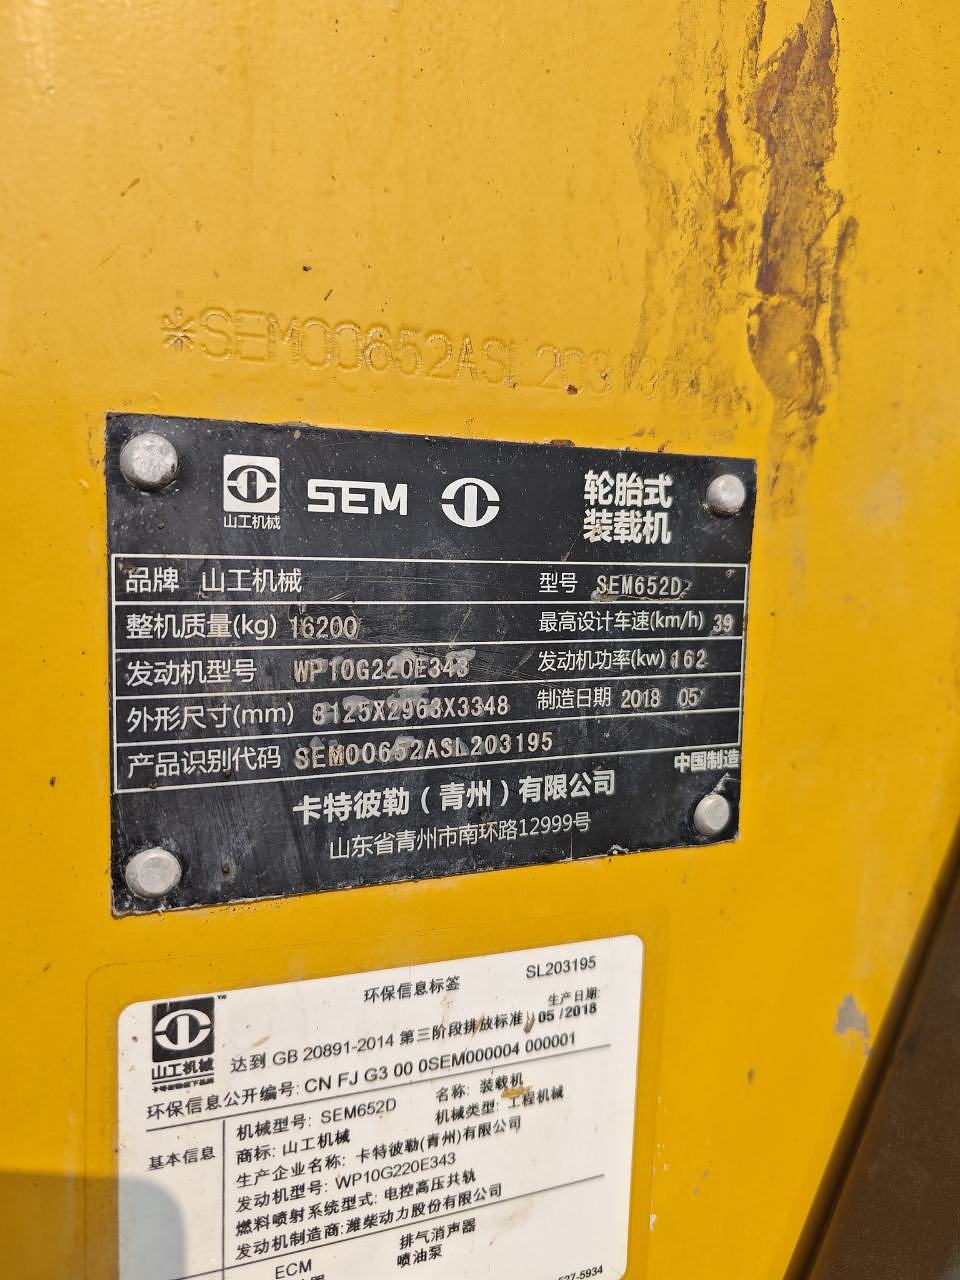 *SEM00652ASL203195
山工机械
SEM
轮胎式
装载机
品牌 山工机械 型号 SEM652D
整机质量(kg) 16200 最高设计车速(km/h) 39
发动机型号 WP10G220E343 发动机功率(kw) 162
外形尺寸(mm) 8125X2963X3348 制造日期 2018 05
产品识别代码 SEM00652ASL203195
中国制造
卡特彼勒（青州）有限公司
山东省青州市南环路12999号
山工机械
环保信息标签 SL203195
达到 GB 20891-2014 第三阶段排放标准 生产日期: 05/2018
环保信息公开编号: CN FJ G3 00 0SEM000004 000001
基本信息
机械型号: SEM652D 名称: 装载机
商标: 山工机械 机械类型: 工程机械
生产企业名称: 卡特彼勒(青州)有限公司
发动机型号: WP10G220E343
燃料喷射系统型式: 电控高压共轨
发动机制造商: 潍柴动力股份有限公司
ECM 排气消声器
喷油泵
527-5934